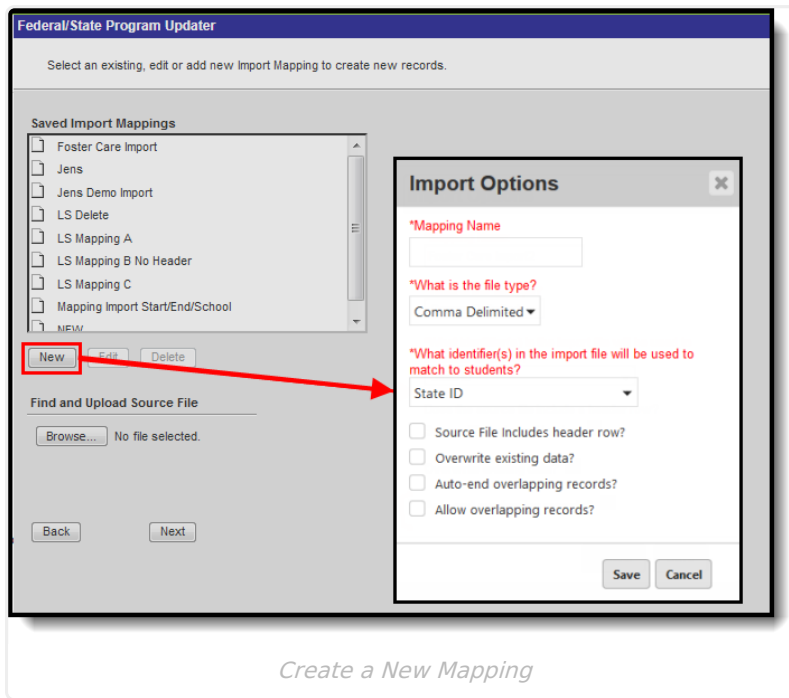 Federal/State Program Updater
Select an existing, edit or add new Import Mapping to create new records.
Saved Import Mappings
Foster Care Import
Jens
Jens Demo Import
LS Delete
LS Mapping A
LS Mapping B No Header
LS Mapping C
Mapping Import Start/End/School
NEW
New Edit Delete
Find and Upload Source File
Browse... No file selected.
Back Next
Import Options
*Mapping Name
*What is the file type?
Comma Delimited
*What identifier(s) in the import file will be used to
match to students?
State ID
Source File Includes header row?
Overwrite existing data?
Auto-end overlapping records?
Allow overlapping records?
Save Cancel
Create a New Mapping